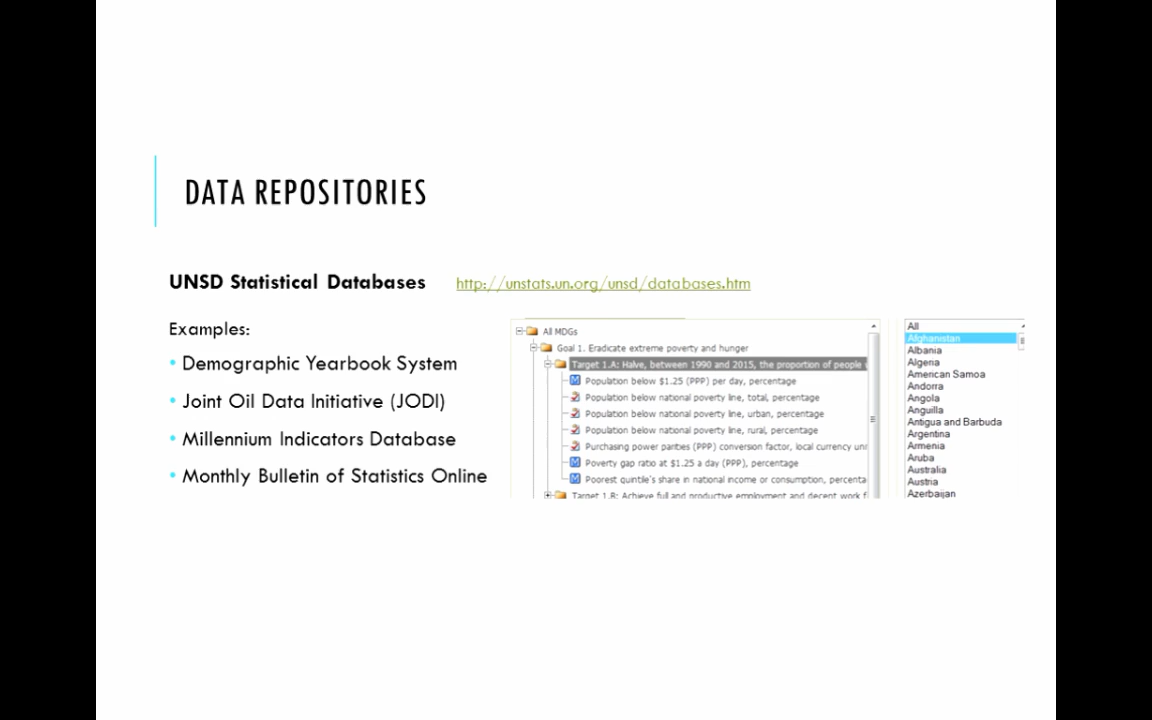 DATA REPOSITORIES
UNSD Statistical Databases http://unstats.un.org/unsd/databases.htm
Examples:
• Demographic Yearbook System
• Joint Oil Data Initiative (JODI)
• Millennium Indicators Database
• Monthly Bulletin of Statistics Online
All MDGs
Goal 1. Eradicate extreme poverty and hunger
Target 1.A: Halve, between 1990 and 2015, the proportion of people
Population below $1.25 (PPP) per day, percentage
Population below national poverty line, total, percentage
Population below national poverty line, urban, percentage
Population below national poverty line, rural, percentage
Purchasing power parities (PPP) conversion factor, local currency
Poverty gap ratio at $1.25 a day (PPP), percentage
Poorest quintile's share in national income or consumption, percenta
Target 1.B: Achieve full and productive employment and decent work f
All
Afghanistan
Albania
Algeria
American Samoa
Andorra
Angola
Anguilla
Antigua and Barbuda
Argentina
Armenia
Aruba
Australia
Austria
Azerbaijan